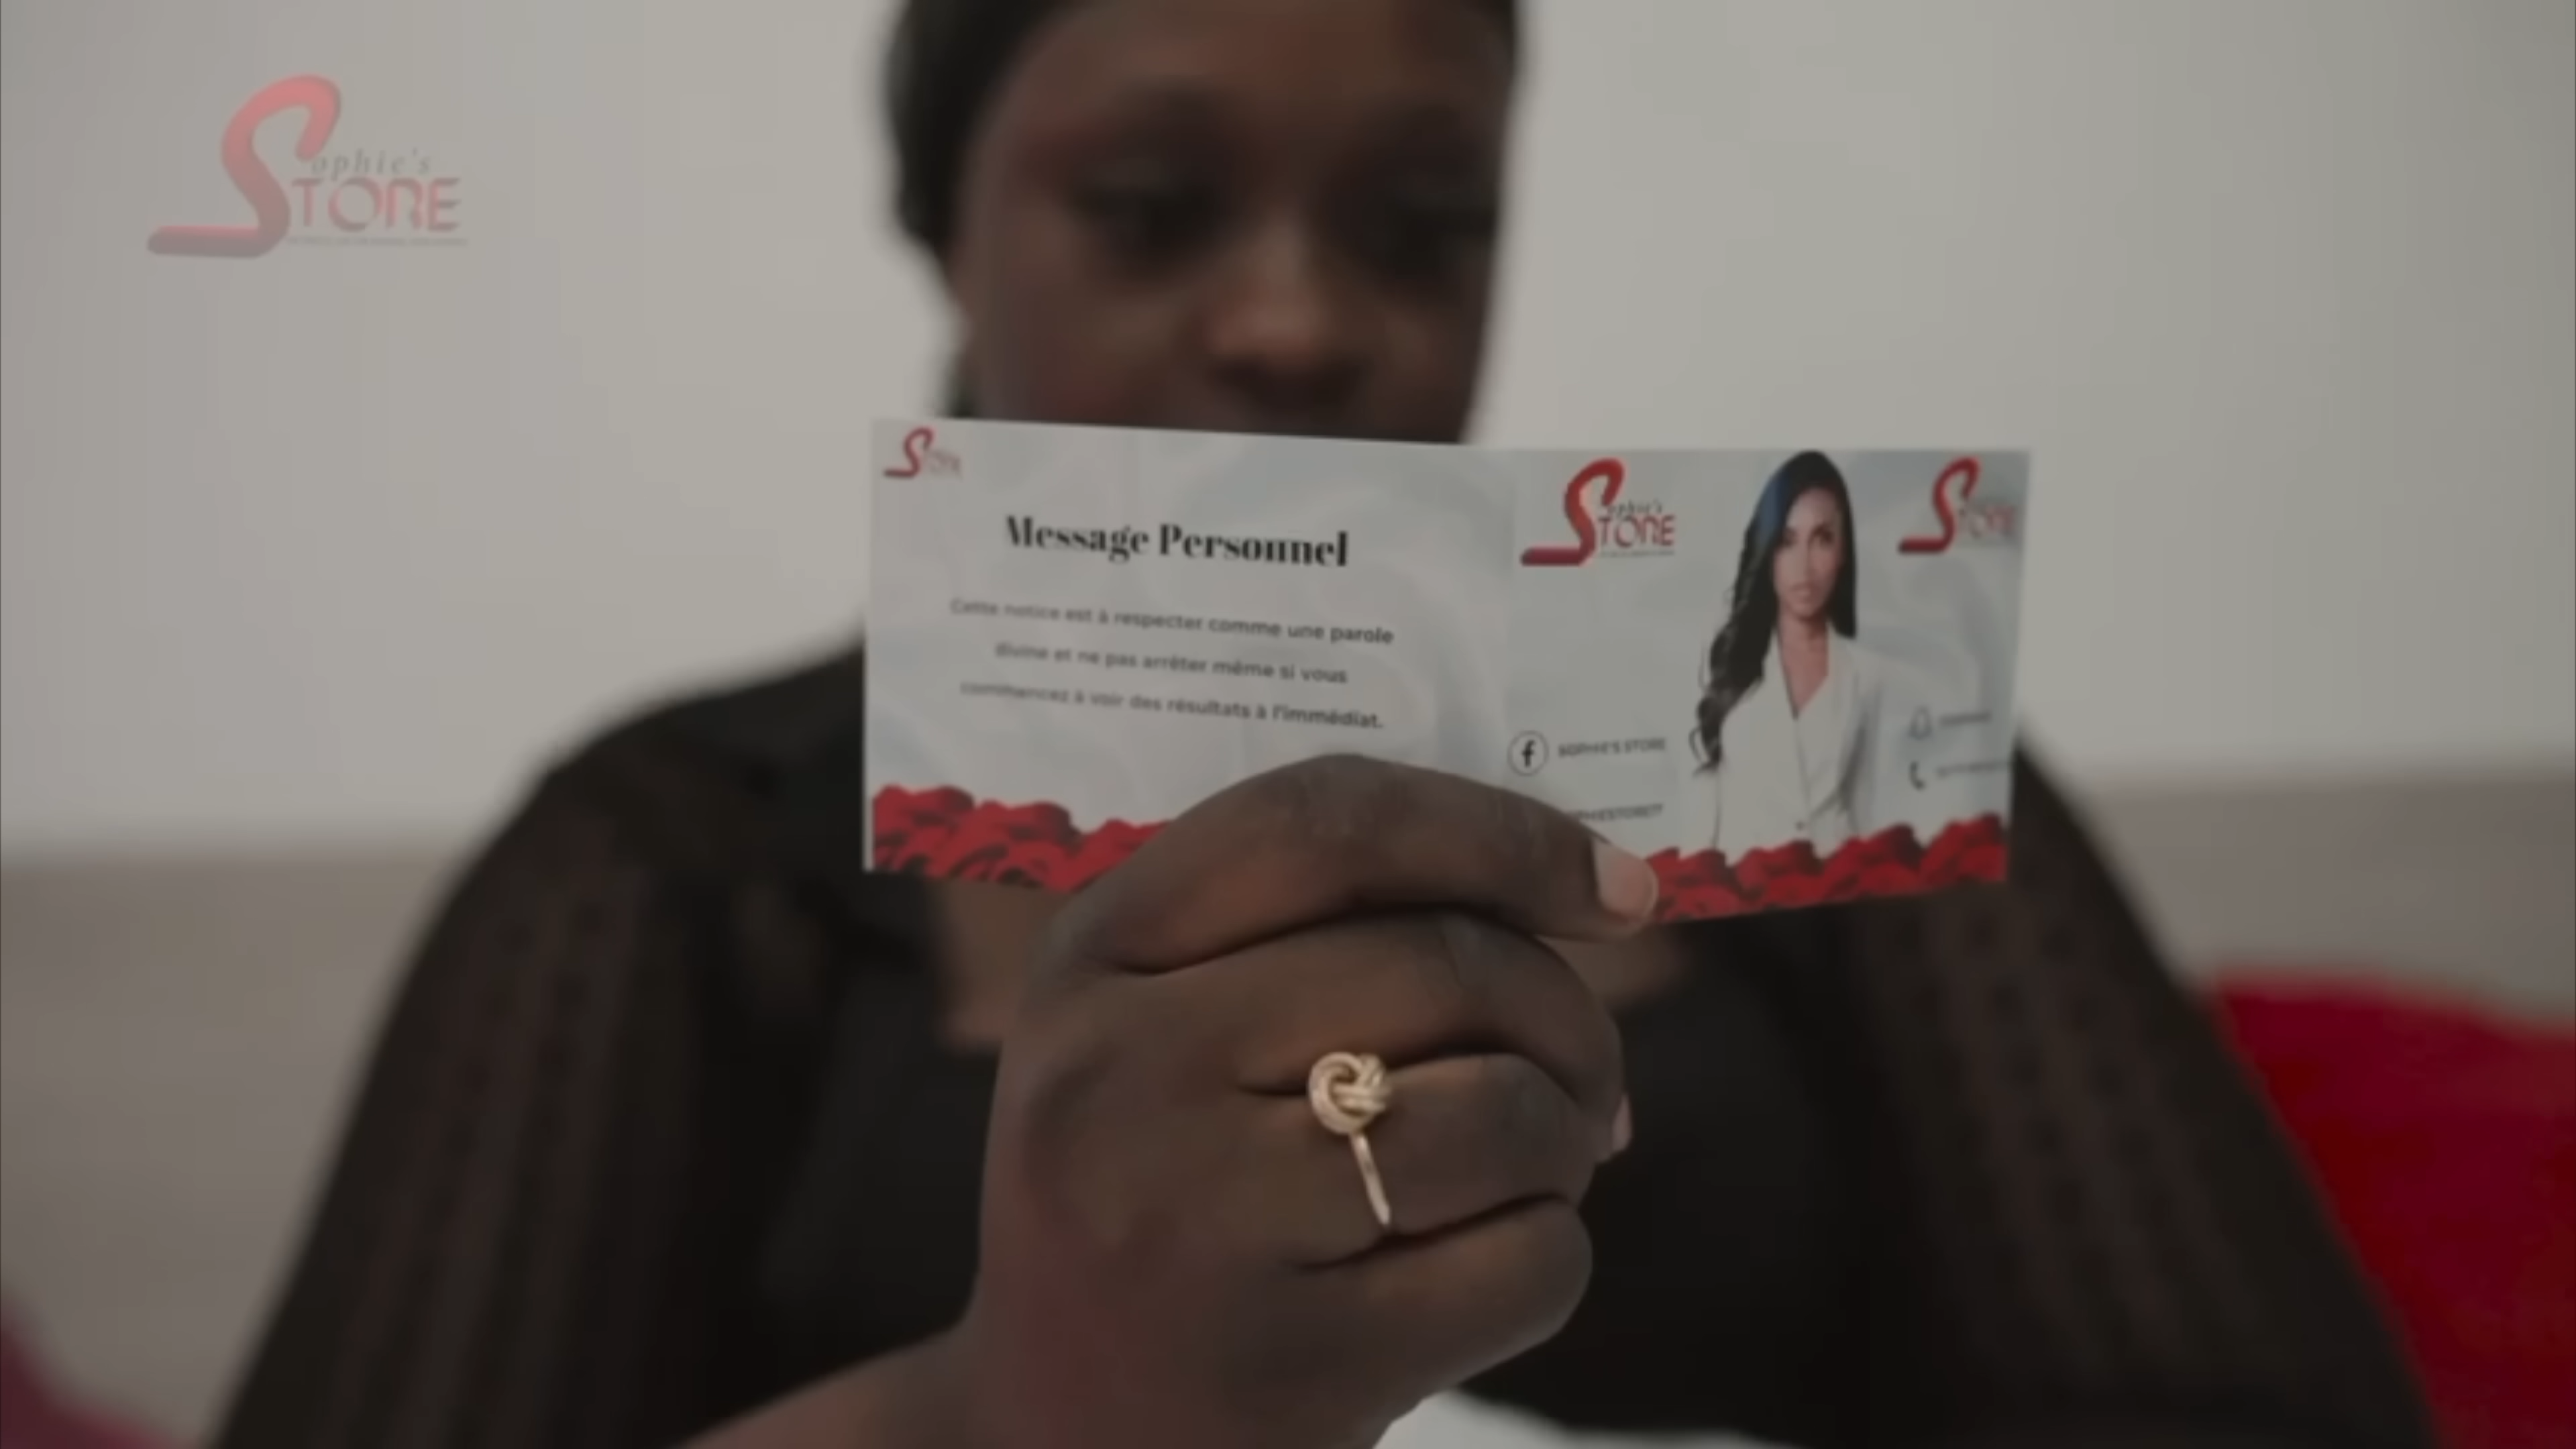 Sophie's
STORE
Message Personnel
Cette notice est à respecter comme une parole
divine et ne pas arrêter même si vous
commencez à voir des résultats à l'immédiat.
Sophie's
STORE
STORE
SOPHIE'S STORE